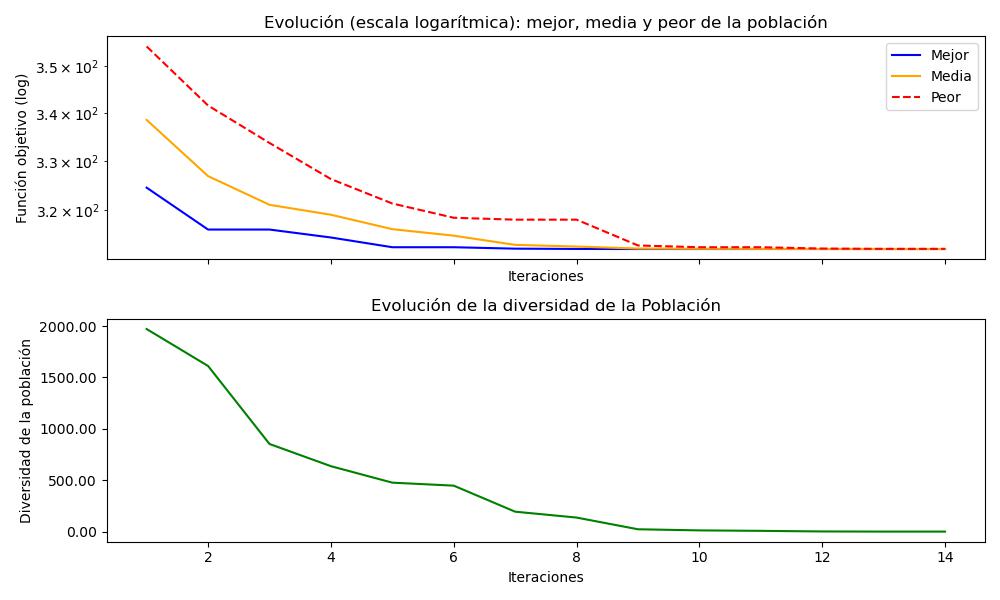 Evolución (escala logarítmica): mejor, media y peor de la población
3.5 × 10²
3.4 × 10²
3.3 × 10²
3.2 × 10²
Función objetivo (log)
Mejor
Media
Peor
Iteraciones
Evolución de la diversidad de la Población
2000.00
1500.00
1000.00
500.00
0.00
Diversidad de la población
2 4 6 8 10 12 14
Iteraciones